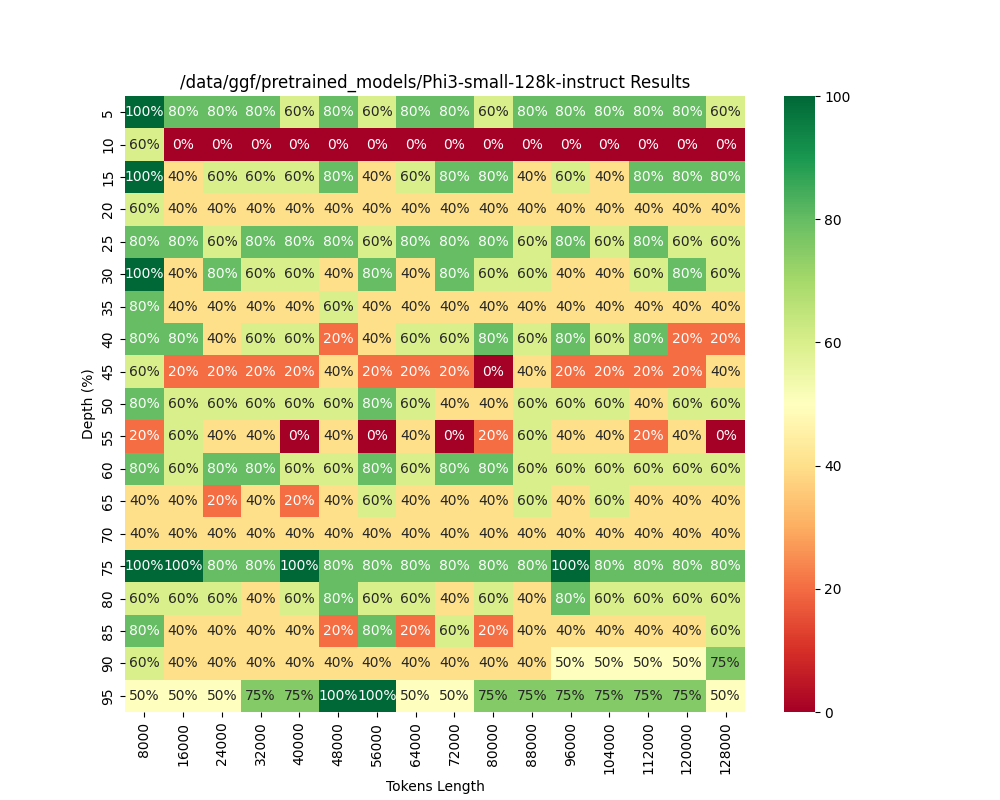 /data/ggf/pretrained_models/Phi3-small-128k-instruct Results
5 100% 80% 80% 80% 60% 80% 60% 80% 80% 60% 80% 80% 80% 80% 80% 60%
10 60% 0% 0% 0% 0% 0% 0% 0% 0% 0% 0% 0% 0% 0% 0% 0%
15 100% 40% 60% 60% 60% 80% 40% 60% 80% 80% 40% 60% 40% 80% 80% 80%
20 60% 40% 40% 40% 40% 40% 40% 40% 40% 40% 40% 40% 40% 40% 40% 40%
25 80% 80% 60% 80% 80% 80% 60% 80% 80% 80% 60% 80% 60% 80% 60% 60%
30 100% 40% 80% 60% 60% 40% 80% 40% 80% 60% 60% 40% 40% 60% 80% 60%
35 80% 40% 40% 40% 40% 60% 40% 40% 40% 40% 40% 40% 40% 40% 40% 40%
40 80% 80% 40% 60% 60% 20% 40% 60% 60% 80% 60% 80% 60% 80% 20% 20%
45 60% 20% 20% 20% 20% 40% 20% 20% 20% 0% 40% 20% 20% 20% 20% 40%
50 80% 60% 60% 60% 60% 60% 80% 60% 40% 40% 60% 60% 60% 40% 60% 60%
55 20% 60% 40% 40% 0% 40% 0% 40% 0% 20% 60% 40% 40% 20% 40% 0%
60 80% 60% 80% 80% 60% 60% 80% 60% 80% 80% 60% 60% 60% 60% 60% 60%
65 40% 40% 20% 40% 20% 40% 60% 40% 40% 40% 60% 40% 60% 40% 40% 40%
70 40% 40% 40% 40% 40% 40% 40% 40% 40% 40% 40% 40% 40% 40% 40% 40%
75 100% 100% 80% 80% 100% 80% 80% 80% 80% 80% 80% 100% 80% 80% 80% 80%
80 60% 60% 60% 40% 60% 80% 60% 60% 40% 60% 40% 80% 60% 60% 60% 60%
85 80% 40% 40% 40% 40% 20% 80% 20% 60% 20% 40% 40% 40% 40% 40% 60%
90 60% 40% 40% 40% 40% 40% 40% 40% 40% 40% 40% 50% 50% 50% 50% 75%
95 50% 50% 50% 75% 75% 100% 100% 50% 50% 75% 75% 75% 75% 75% 75% 50%
Depth (%)
8000 16000 24000 32000 40000 48000 56000 64000 72000 80000 88000 96000 104000 112000 120000 128000
Tokens Length
100
80
60
40
20
0